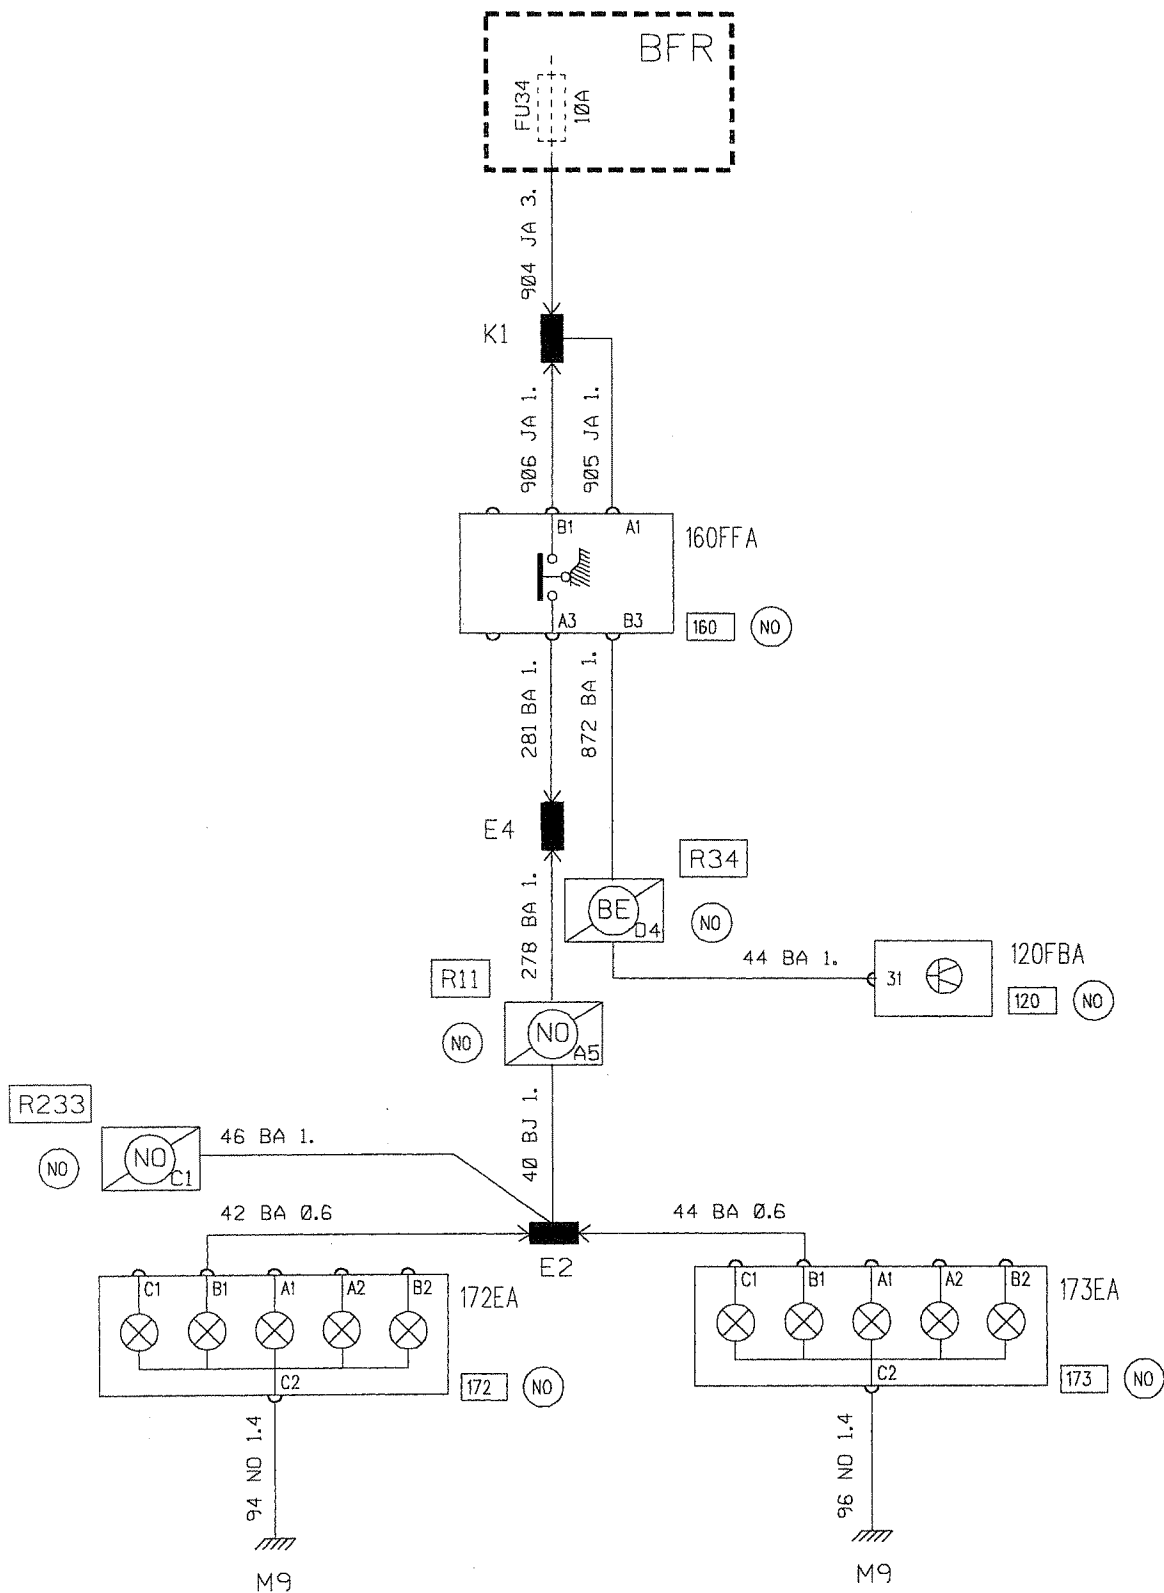 BFR
FU34
10A
904 JA 3.
K1
906 JA 1.
905 JA 1.
B1
A1
160FFA
A3
B3
160
NO
281 BA 1.
872 BA 1.
E4
R34
BE
D4
NO
278 BA 1.
44 BA 1.
31
120FBA
120
NO
R11
NO
NO
A5
R233
NO
NO
C1
46 BA 1.
40 BJ 1.
42 BA 0.6
44 BA 0.6
E2
C1
B1
A1
A2
B2
172EA
C2
172
NO
C1
B1
A1
A2
B2
173EA
C2
173
NO
94 NO 1.4
96 NO 1.4
M9
M9